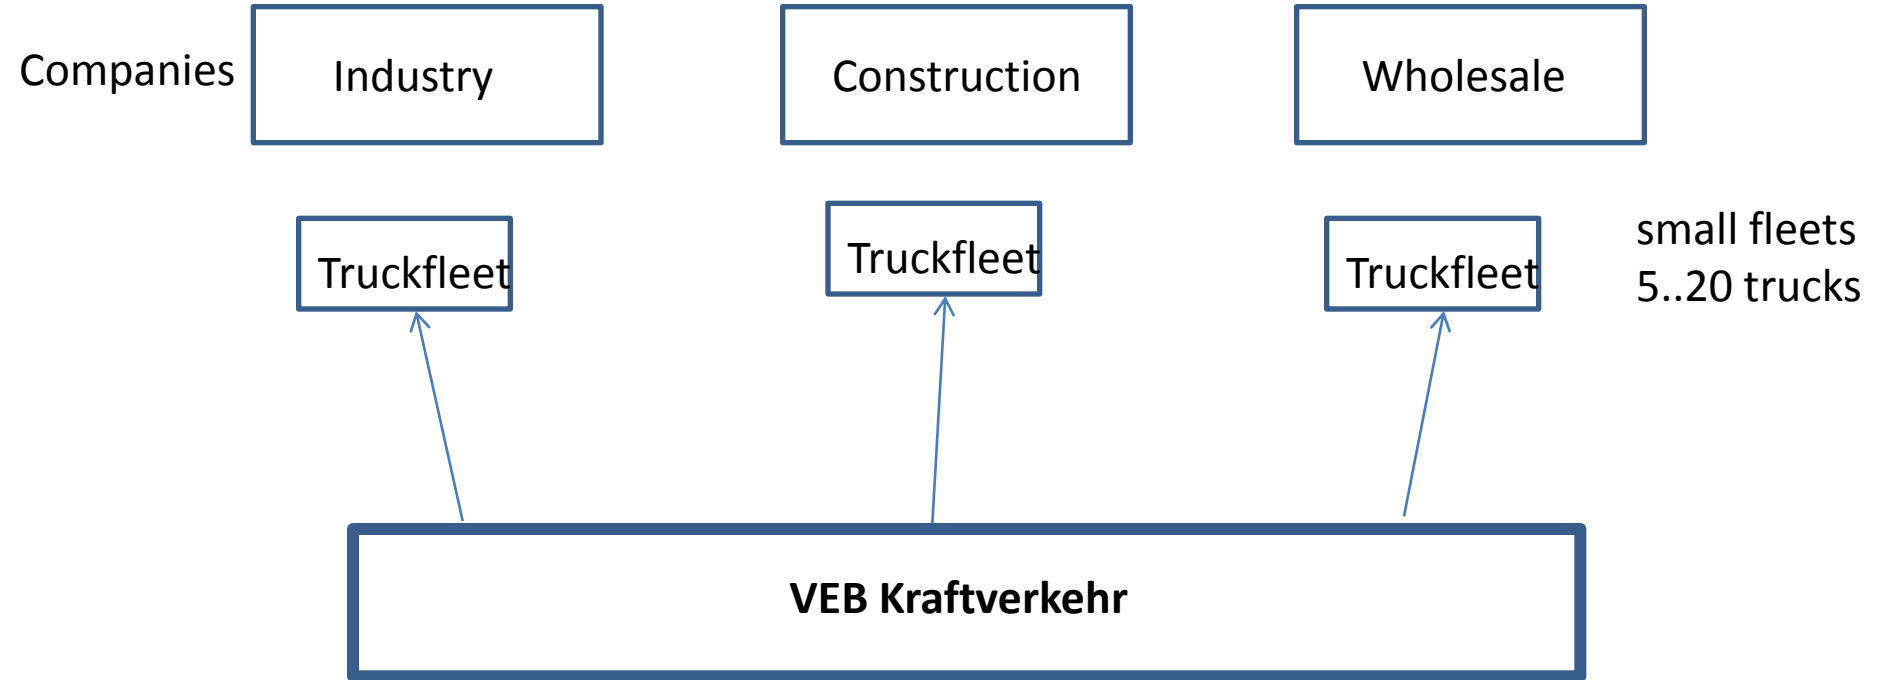 Companies
Industry
Construction
Wholesale
Truckfleet
Truckfleet
Truckfleet
small fleets
5..20 trucks
VEB Kraftverkehr